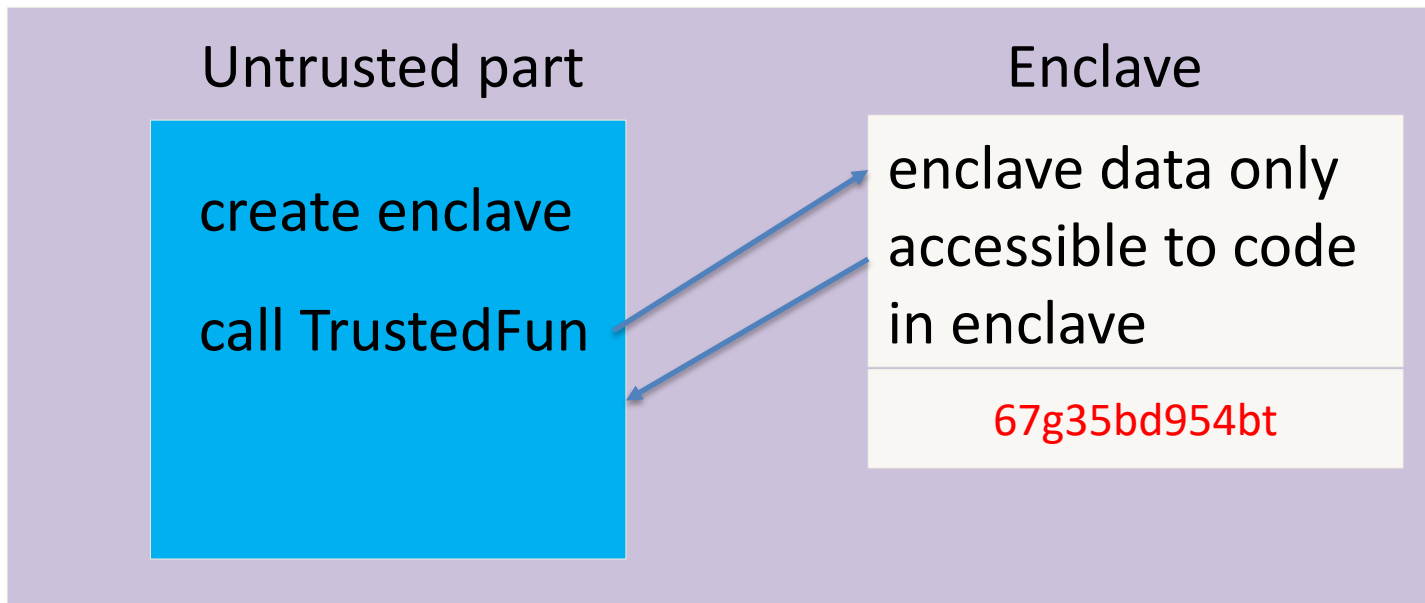 Untrusted part
create enclave
call TrustedFun
Enclave
enclave data only
accessible to code
in enclave
67g35bd954bt